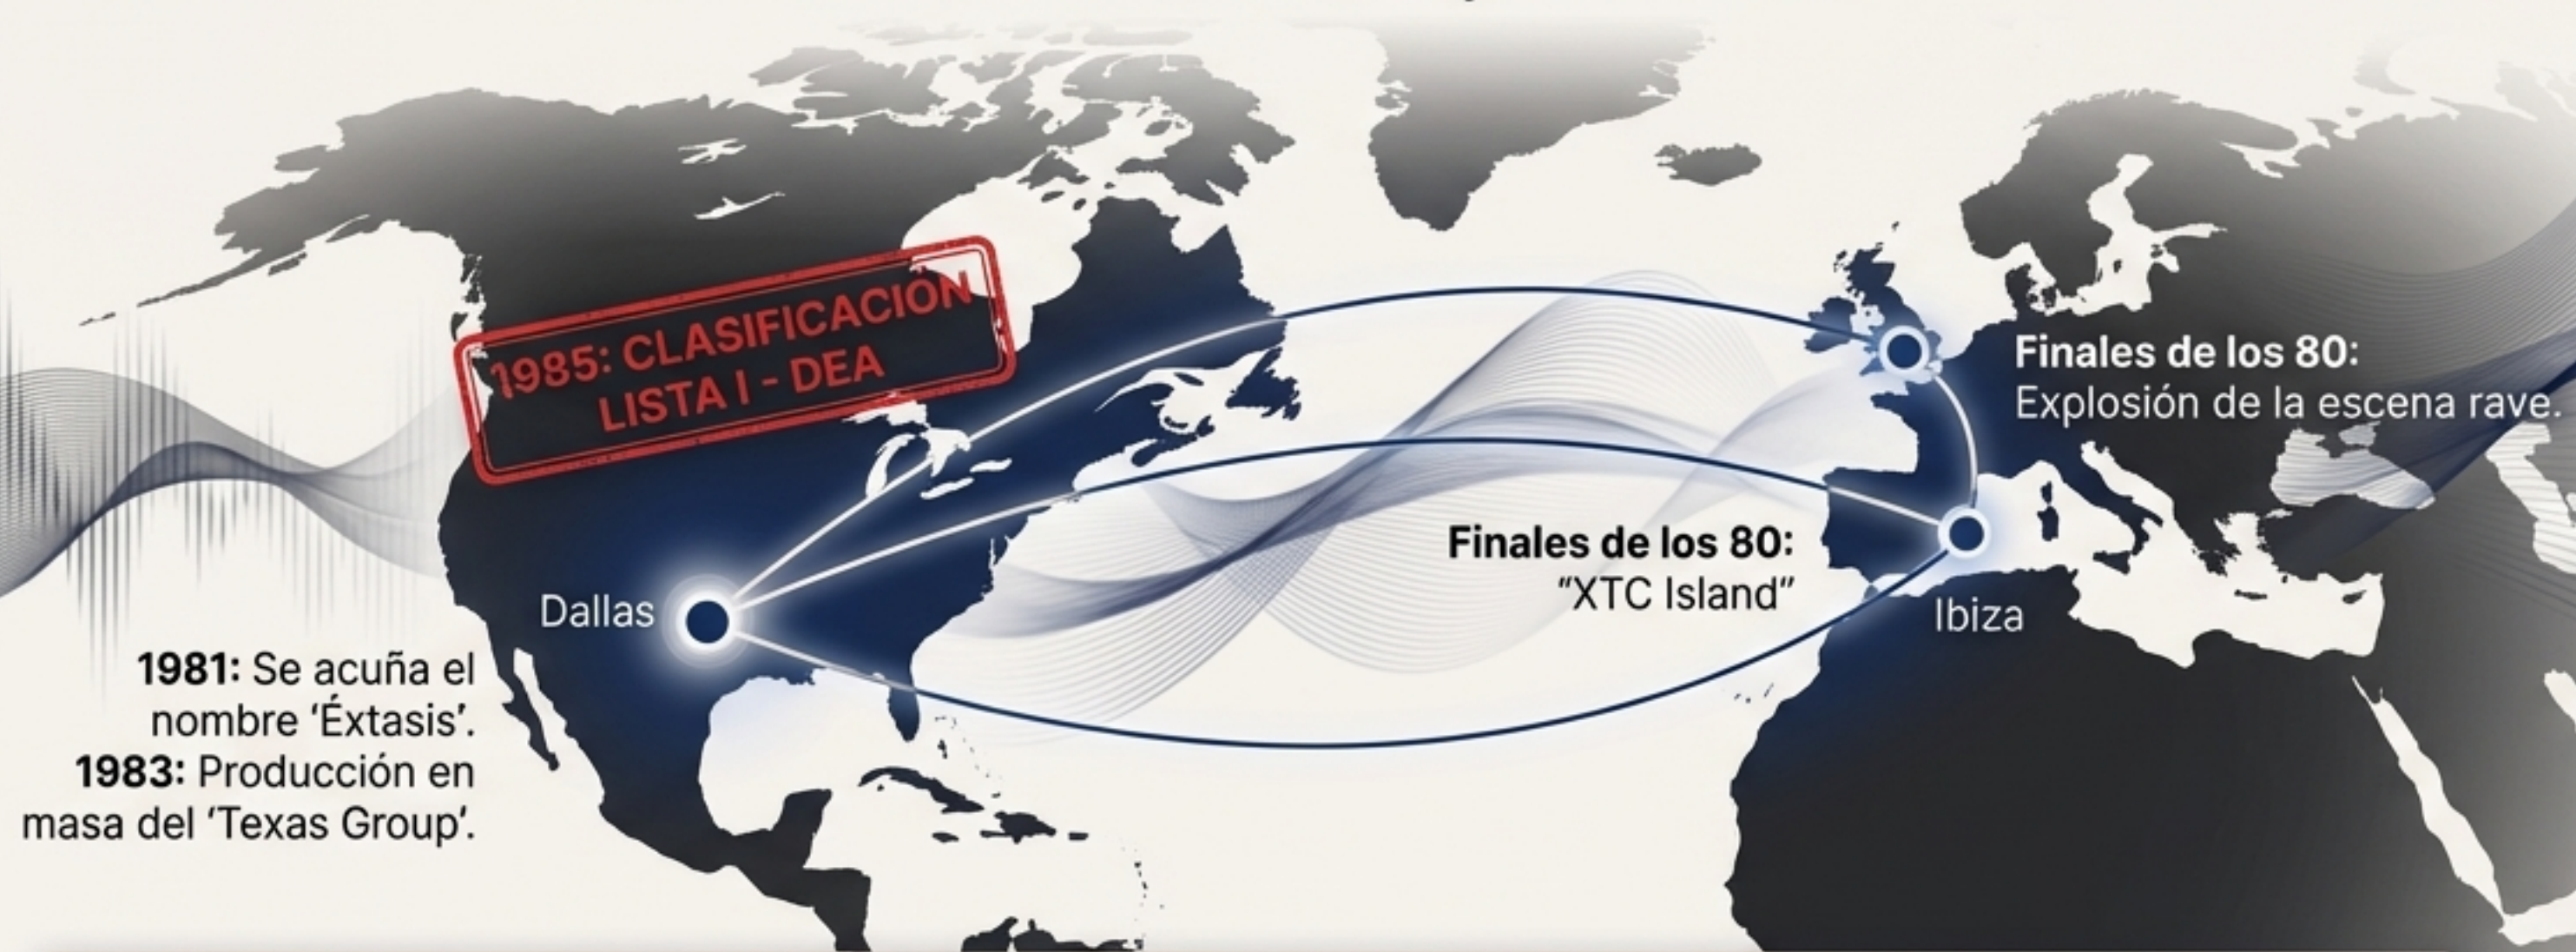 1985: CLASIFICACIÓN
LISTA I - DEA
Finales de los 80:
Explosión de la escena rave.
Finales de los 80:
“XTC Island”
Dallas
Ibiza
1981: Se acuña el
nombre ‘Éxtasis’.
1983: Producción en
masa del ‘Texas Group’.